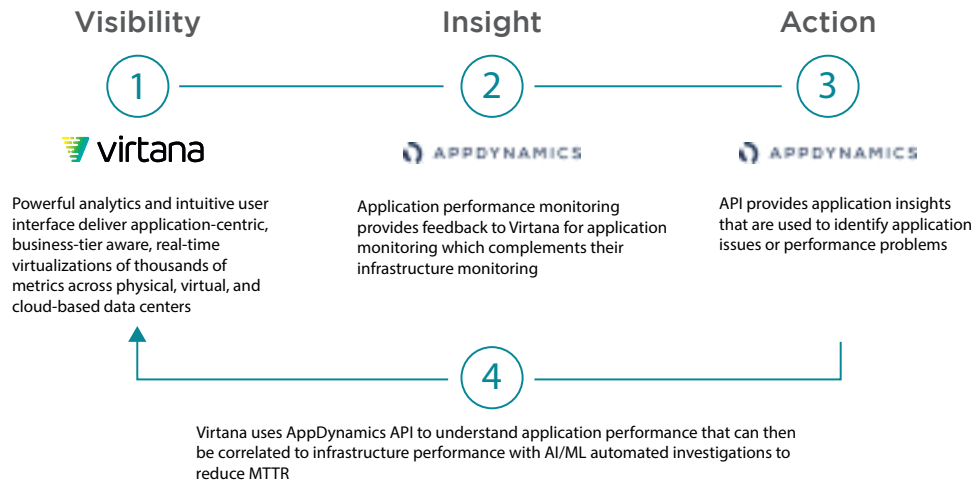 Visibility
Insight
Action
1
2
3
virtana
APPDYNAMICS
APPDYNAMICS
Powerful analytics and intuitive user
interface deliver application-centric,
business-tier aware, real-time
virtualizations of thousands of
metrics across physical, virtual, and
cloud-based data centers
Application performance monitoring
provides feedback to Virtana for application
monitoring which complements their
infrastructure monitoring
API provides application insights
that are used to identify application
issues or performance problems
4
Virtana uses AppDynamics API to understand application performance that can then
be correlated to infrastructure performance with AI/ML automated investigations to
reduce MTTR